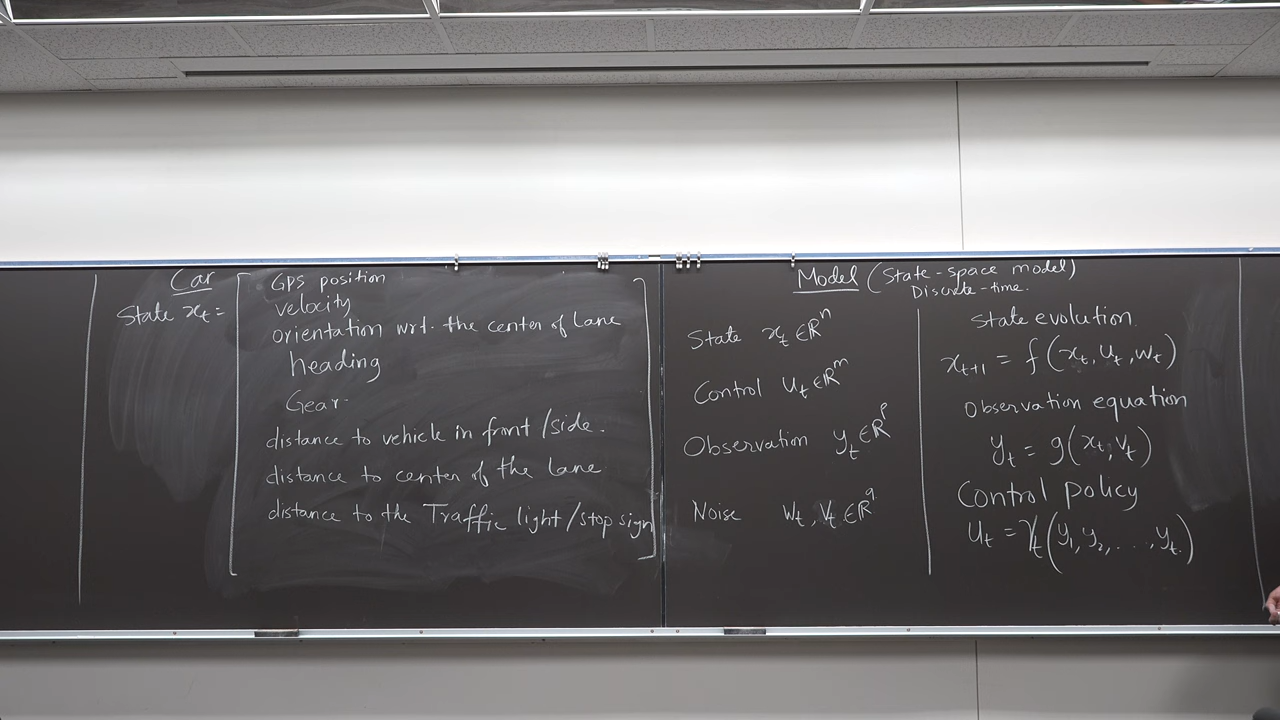 Car
State xₜ =
GPS position
velocity
orientation wrt. the center of lane
heading
Gear
distance to vehicle in front/side.
distance to center of the lane
distance to the Traffic light/stop sign
Model (State-space model)
Discrete-time.
State xₜ ∈ ℝⁿ
Control uₜ ∈ ℝᵐ
Observation yₜ ∈ ℝᵖ
Noise wₜ, vₜ ∈ ℝ^q
State evolution.
xₜ₊₁ = f(xₜ, uₜ, wₜ)
Observation equation
yₜ = g(xₜ, vₜ)
Control policy
uₜ = γₜ(y₁, y₂, ..., yₜ)